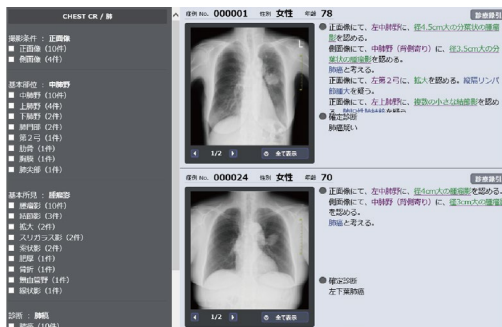 CHEST CR / 肺
撮影条件 : 正面像
■ 正面像 (10件)
■ 側面像 (4件)
基本部位 : 中肺野
■ 中肺野 (10件)
■ 上肺野 (4件)
■ 下肺野 (2件)
■ 肺門部 (2件)
■ 第2弓 (1件)
■ 肋骨 (1件)
■ 胸膜 (1件)
■ 肺尖部 (1件)
基本所見 : 腫瘤影
■ 腫瘤影 (10件)
■ 結節影 (3件)
■ 拡大 (2件)
■ スリガラス影 (2件)
■ 索状影 (2件)
■ 肥厚 (1件)
■ 骨折 (1件)
■ 無血管野 (1件)
■ 線状影 (1件)
診断 : 肺癌
■ 肺癌 (10件)
症例 No. 000001 性別 女性 年齢 78
診療録引
正面像にて、左中肺野に、径4.5cm大の分葉状の腫瘤
影を認める。
側面像にて、中肺野（背側寄り）に、径3.5cm大の分
葉状の腫瘤影を認める。
肺癌と考える。
正面像にて、左第2弓に、拡大を認める。縦隔リンパ
節腫大を疑う。
正面像にて、左上肺野に、複数の小さな結節影を認め
確定診断
肺癌疑い
1/2 全て表示
症例 No. 000024 性別 女性 年齢 70
診療録引
正面像にて、左中肺野に、径4cm大の腫瘤影を認める。
側面像にて、中肺野（背側寄り）に、径3cm大の腫瘤影
を認める。
肺癌と考える。
確定診断
左下葉肺癌
1/2 全て表示